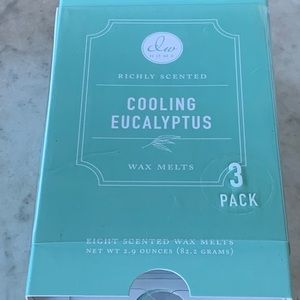 dw
HOME
RICHLY SCENTED
COOLING
EUCALYPTUS
WAX MELTS
3
PACK
EIGHT SCENTED WAX MELTS
NET WT 2.9 OUNCES (82.2 GRAMS)